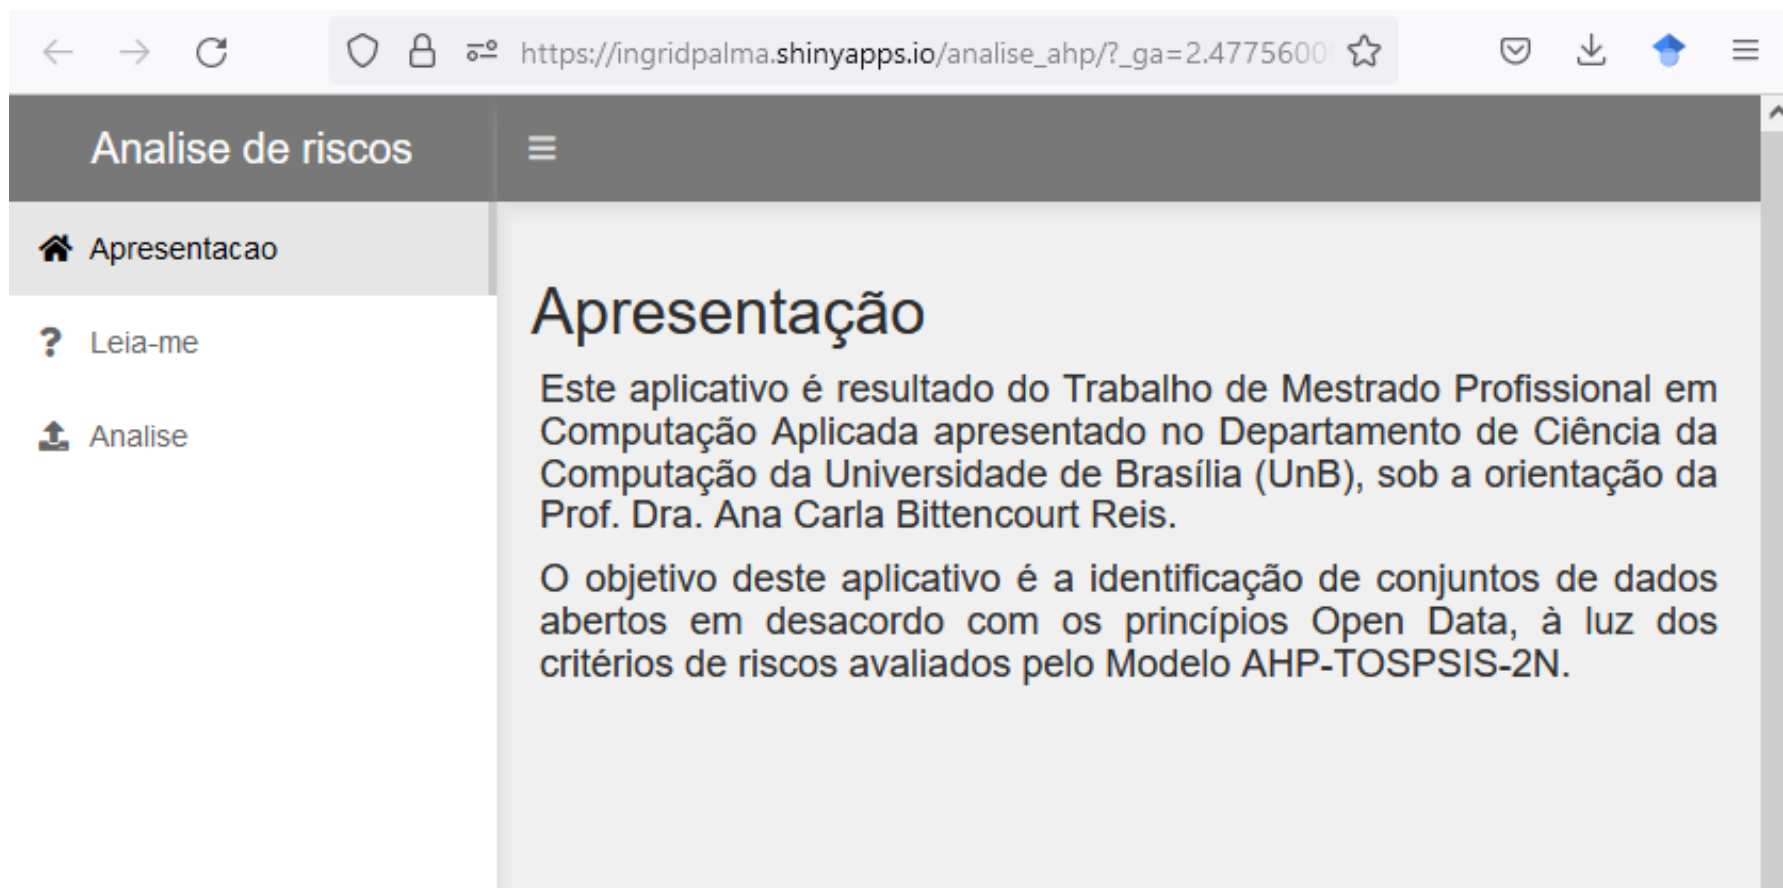 https://ingridpalma.shinyapps.io/analise_ahp/?_ga=2.4775600
Analise de riscos
Apresentacao
Leia-me
Analise
Apresentação
Este aplicativo é resultado do Trabalho de Mestrado Profissional em
Computação Aplicada apresentado no Departamento de Ciência da
Computação da Universidade de Brasília (UnB), sob a orientação da
Prof. Dra. Ana Carla Bittencourt Reis.
O objetivo deste aplicativo é a identificação de conjuntos de dados
abertos em desacordo com os princípios Open Data, à luz dos
critérios de riscos avaliados pelo Modelo AHP-TOSPSIS-2N.